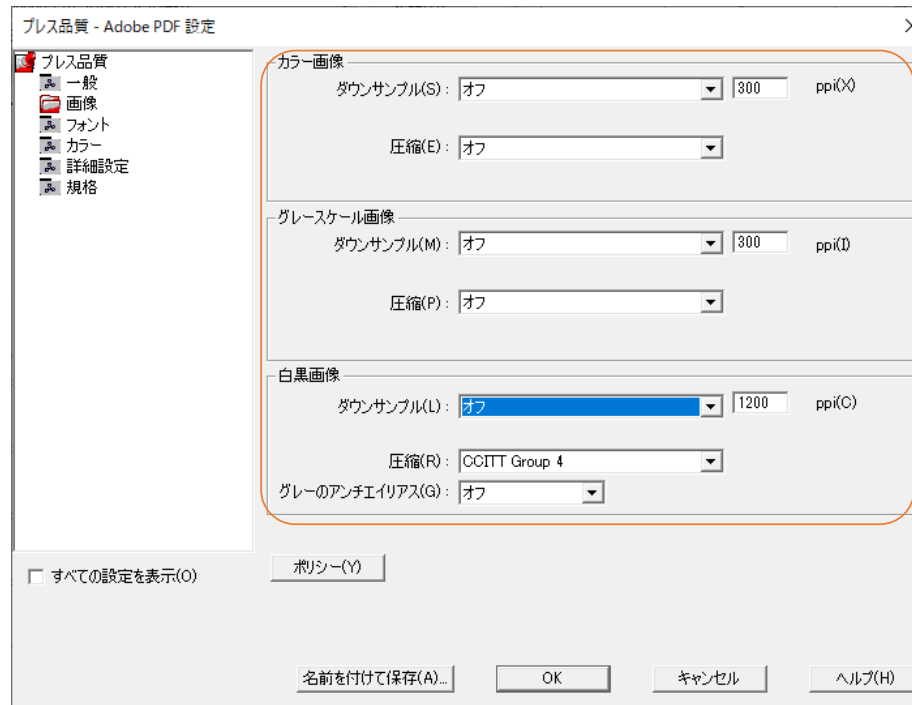 プレス品質 - Adobe PDF 設定
プレス品質
一般
画像
フォント
カラー
詳細設定
規格
すべての設定を表示(O)
カラー画像
ダウンサンプル(S) : オフ 300 ppi(X)
圧縮(E) : オフ
グレースケール画像
ダウンサンプル(M) : オフ 300 ppi(I)
圧縮(P) : オフ
白黒画像
ダウンサンプル(L) : オフ 1200 ppi(C)
圧縮(R) : CCITT Group 4
グレーのアンチエイリアス(G) : オフ
ポリシー(Y)
名前を付けて保存(A)... OK キャンセル ヘルプ(H)